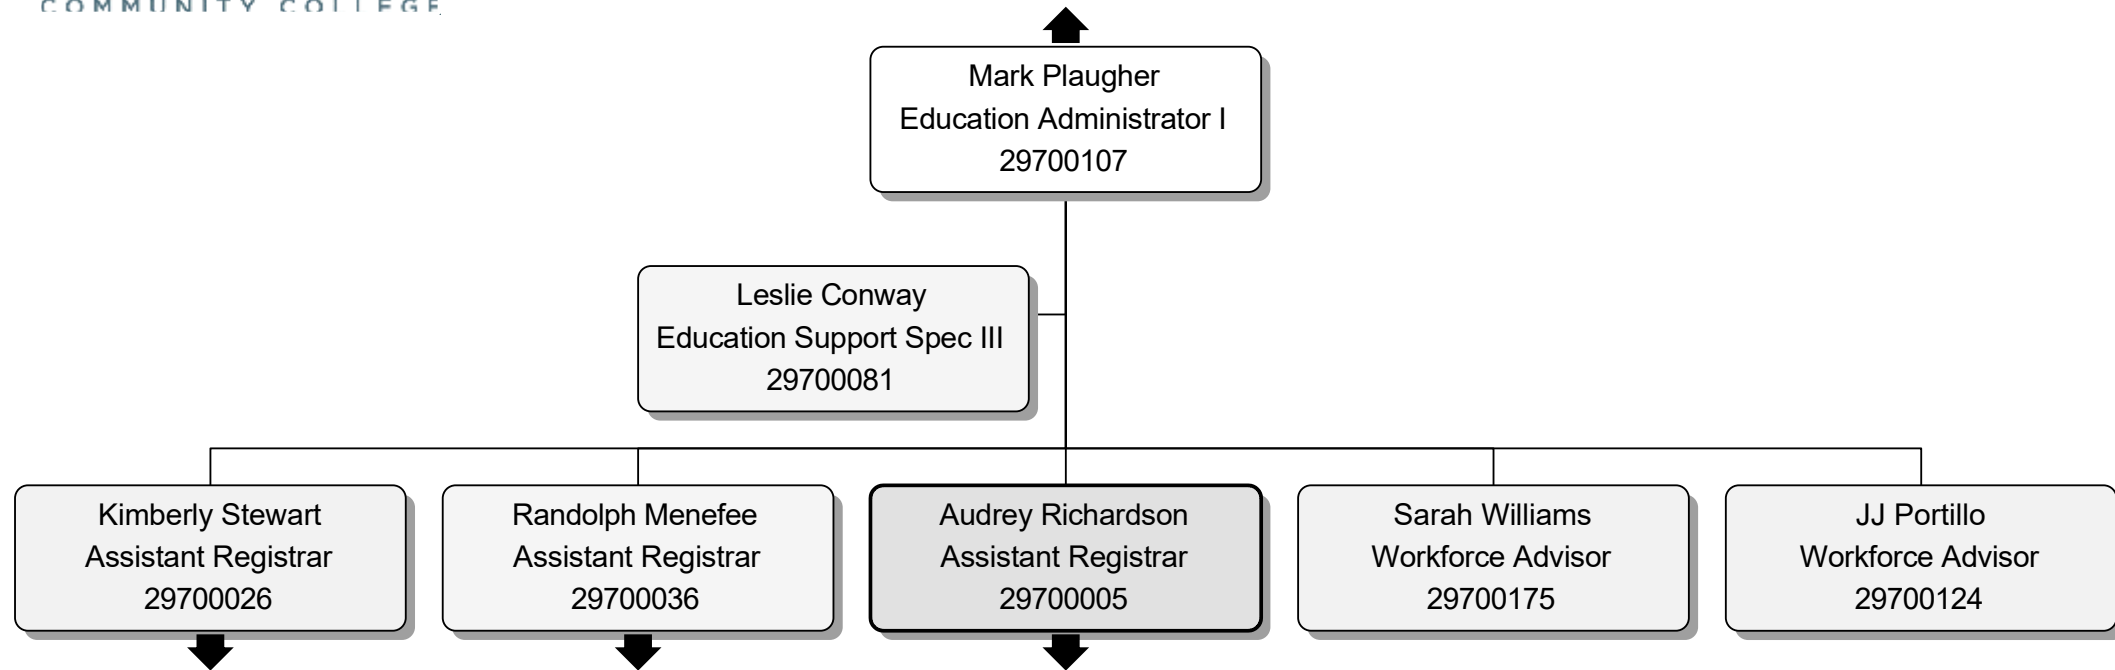 COMMUNITY COLLEGE
Mark Plaugher
Education Administrator I
29700107
Leslie Conway
Education Support Spec III
29700081
Kimberly Stewart
Assistant Registrar
29700026
Randolph Menefee
Assistant Registrar
29700036
Audrey Richardson
Assistant Registrar
29700005
Sarah Williams
Workforce Advisor
29700175
JJ Portillo
Workforce Advisor
29700124